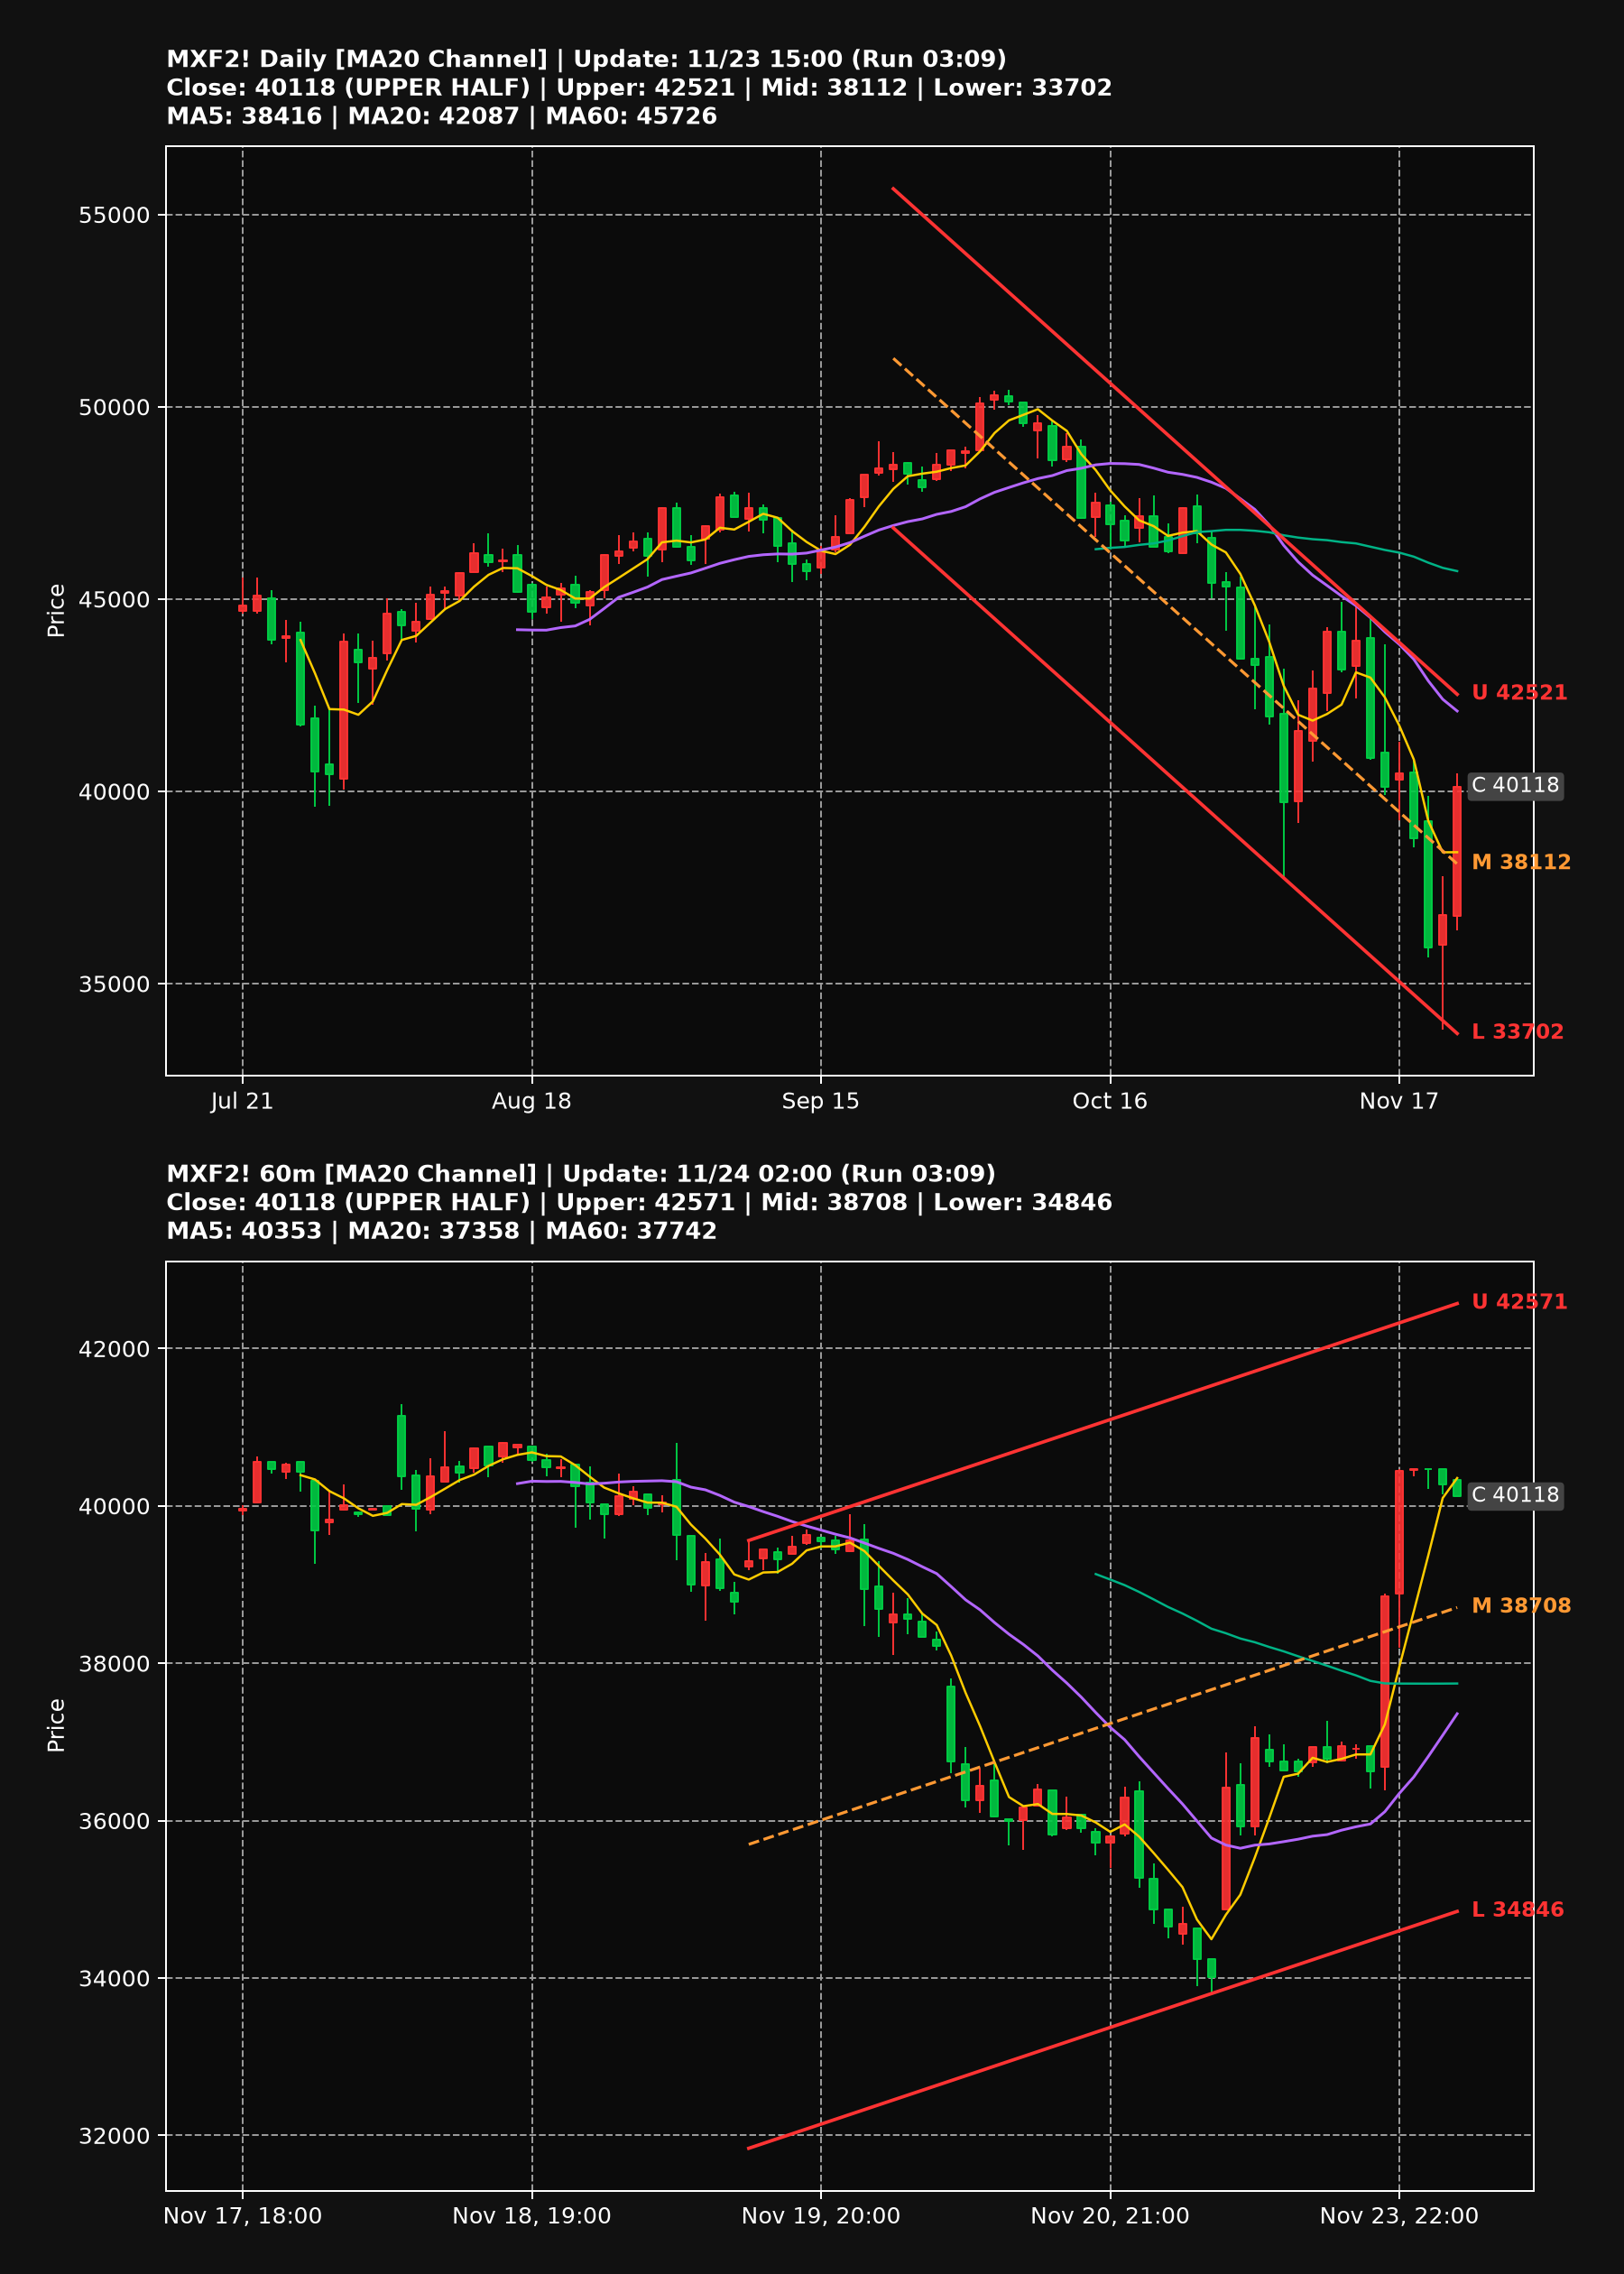 MXF2! Daily [MA20 Channel] | Update: 11/23 15:00 (Run 03:09)
Close: 40118 (UPPER HALF) | Upper: 42521 | Mid: 38112 | Lower: 33702
MA5: 38416 | MA20: 42087 | MA60: 45726
55000
50000
45000
40000
35000
Price
U 42521
C 40118
M 38112
L 33702
Jul 21
Aug 18
Sep 15
Oct 16
Nov 17
MXF2! 60m [MA20 Channel] | Update: 11/24 02:00 (Run 03:09)
Close: 40118 (UPPER HALF) | Upper: 42571 | Mid: 38708 | Lower: 34846
MA5: 40353 | MA20: 37358 | MA60: 37742
42000
40000
38000
36000
34000
32000
Price
U 42571
C 40118
M 38708
L 34846
Nov 17, 18:00
Nov 18, 19:00
Nov 19, 20:00
Nov 20, 21:00
Nov 23, 22:00